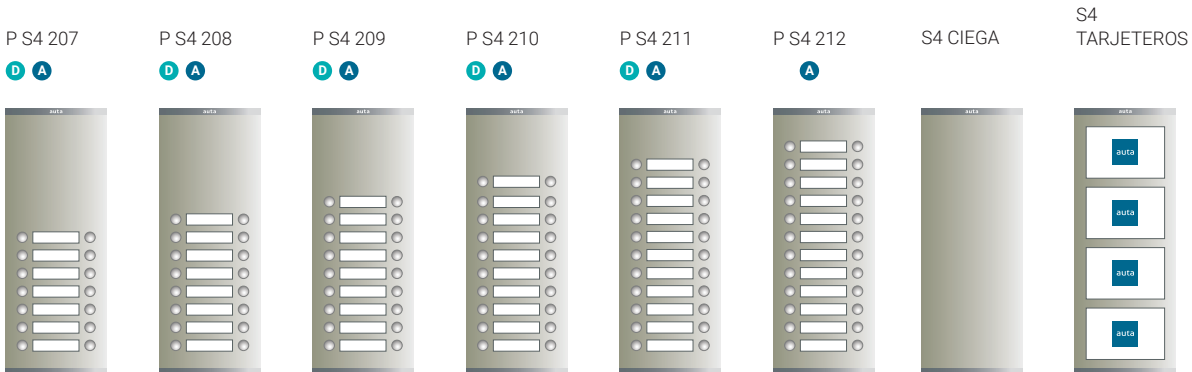 P S4 207
D A
P S4 208
D A
P S4 209
D A
P S4 210
D A
P S4 211
D A
P S4 212
A
S4 CIEGA
S4
TARJETEROS
auta
auta
auta
auta
auta
auta
auta
auta
auta
auta
auta
auta